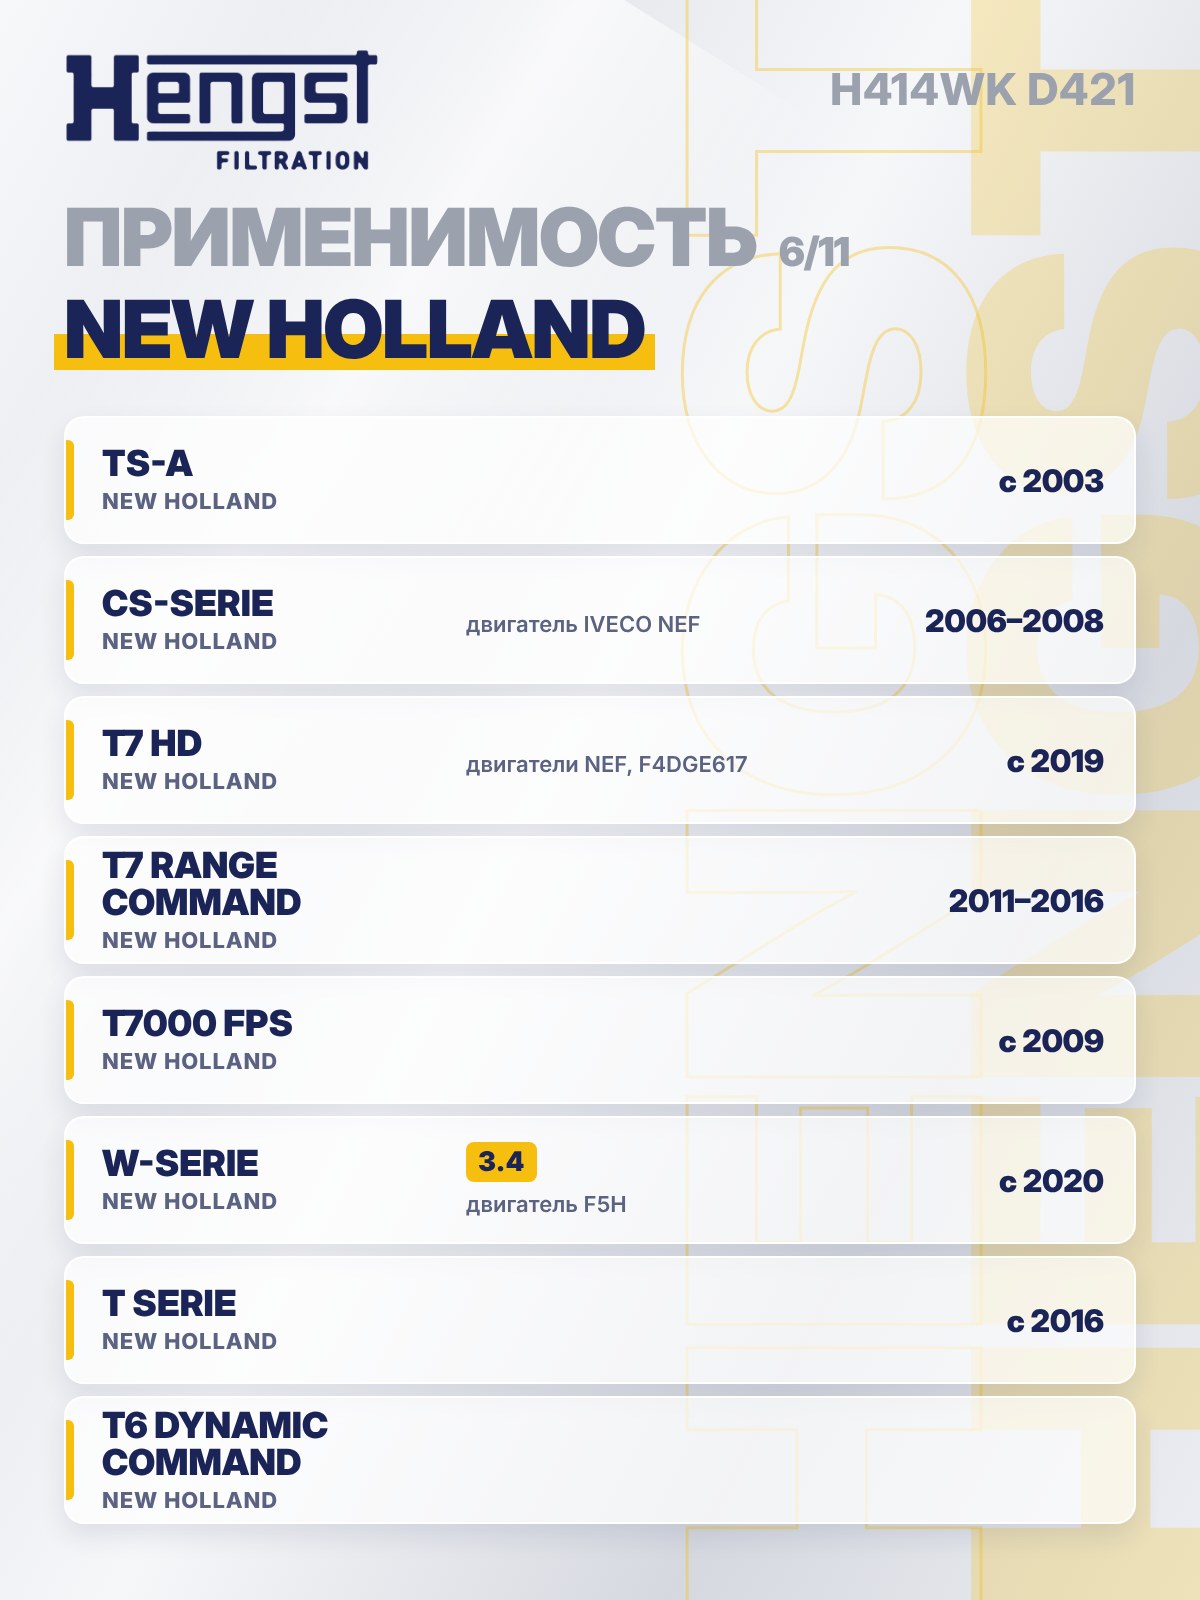 Hengst
FILTRATION
H414WK D421
ПРИМЕНИМОСТЬ 6/11
NEW HOLLAND
TS-A
NEW HOLLAND
с 2003
CS-SERIE
NEW HOLLAND
двигатель IVECO NEF
2006–2008
T7 HD
NEW HOLLAND
двигатели NEF, F4DGE617
с 2019
T7 RANGE
COMMAND
NEW HOLLAND
2011–2016
T7000 FPS
NEW HOLLAND
с 2009
W-SERIE
NEW HOLLAND
3.4
двигатель F5H
с 2020
T SERIE
NEW HOLLAND
с 2016
T6 DYNAMIC
COMMAND
NEW HOLLAND
HENGST
HENGST